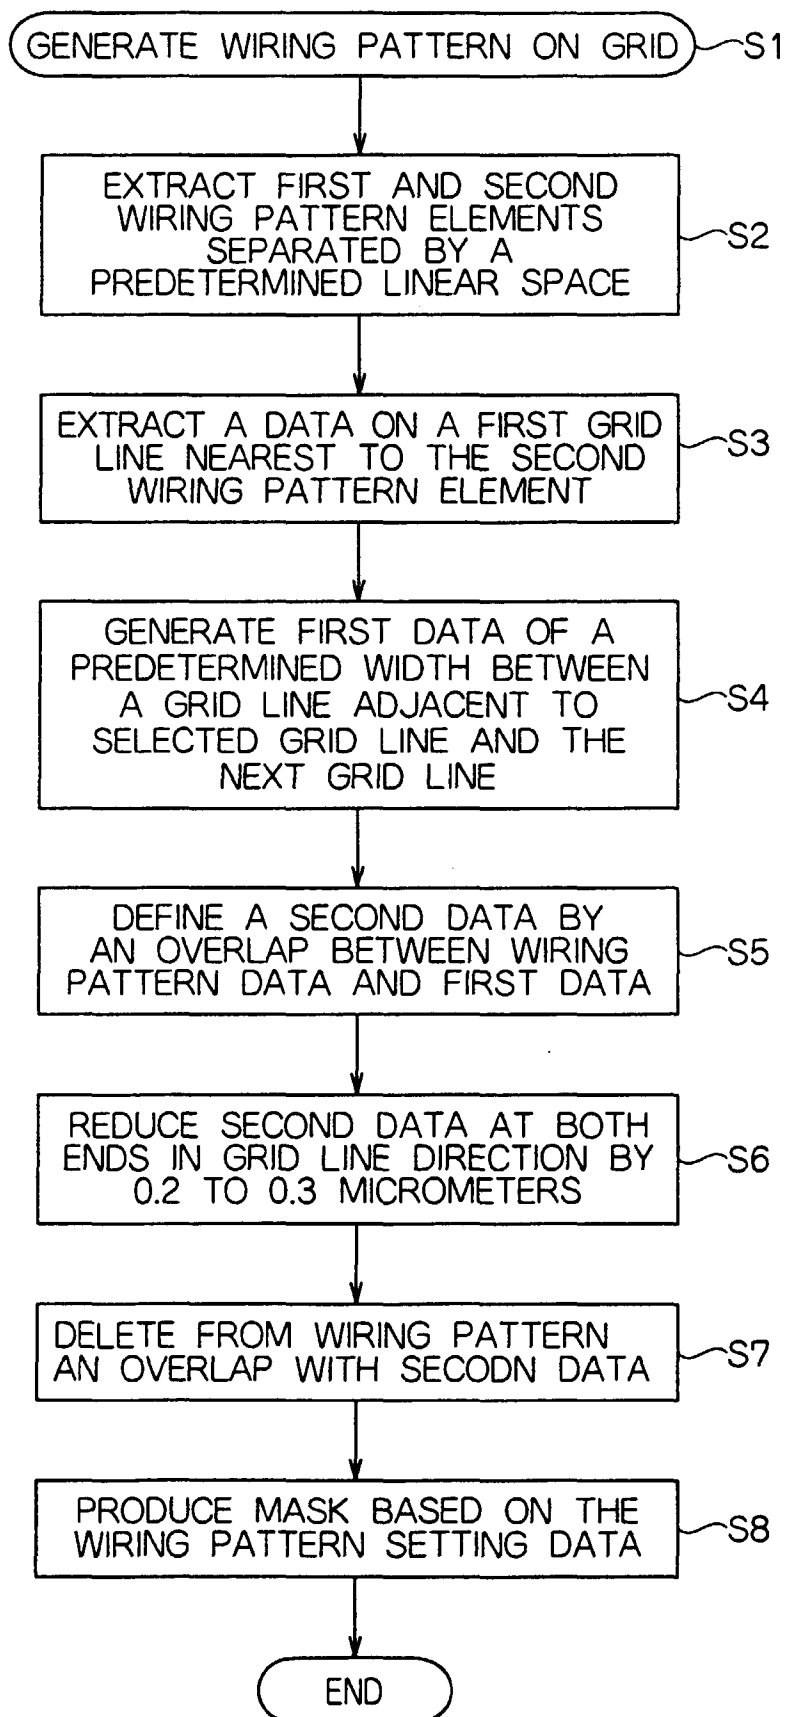 GENERATE WIRING PATTERN ON GRID
S1
EXTRACT FIRST AND SECOND
WIRING PATTERN ELEMENTS
SEPARATED BY A
PREDETERMINED LINEAR SPACE
S2
EXTRACT A DATA ON A FIRST GRID
LINE NEAREST TO THE SECOND
WIRING PATTERN ELEMENT
S3
GENERATE FIRST DATA OF A
PREDETERMINED WIDTH BETWEEN
A GRID LINE ADJACENT TO
SELECTED GRID LINE AND THE
NEXT GRID LINE
S4
DEFINE A SECOND DATA BY
AN OVERLAP BETWEEN WIRING
PATTERN DATA AND FIRST DATA
S5
REDUCE SECOND DATA AT BOTH
ENDS IN GRID LINE DIRECTION BY
0.2 TO 0.3 MICROMETERS
S6
DELETE FROM WIRING PATTERN
AN OVERLAP WITH SECODN DATA
S7
PRODUCE MASK BASED ON THE
WIRING PATTERN SETTING DATA
S8
END